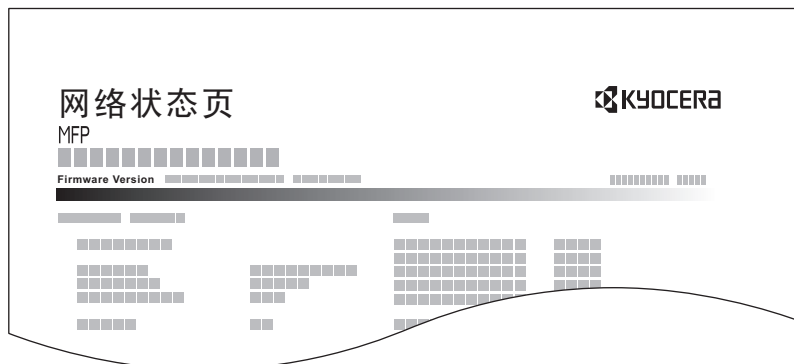 网络状态页
KYOCERA
MFP
Firmware Version